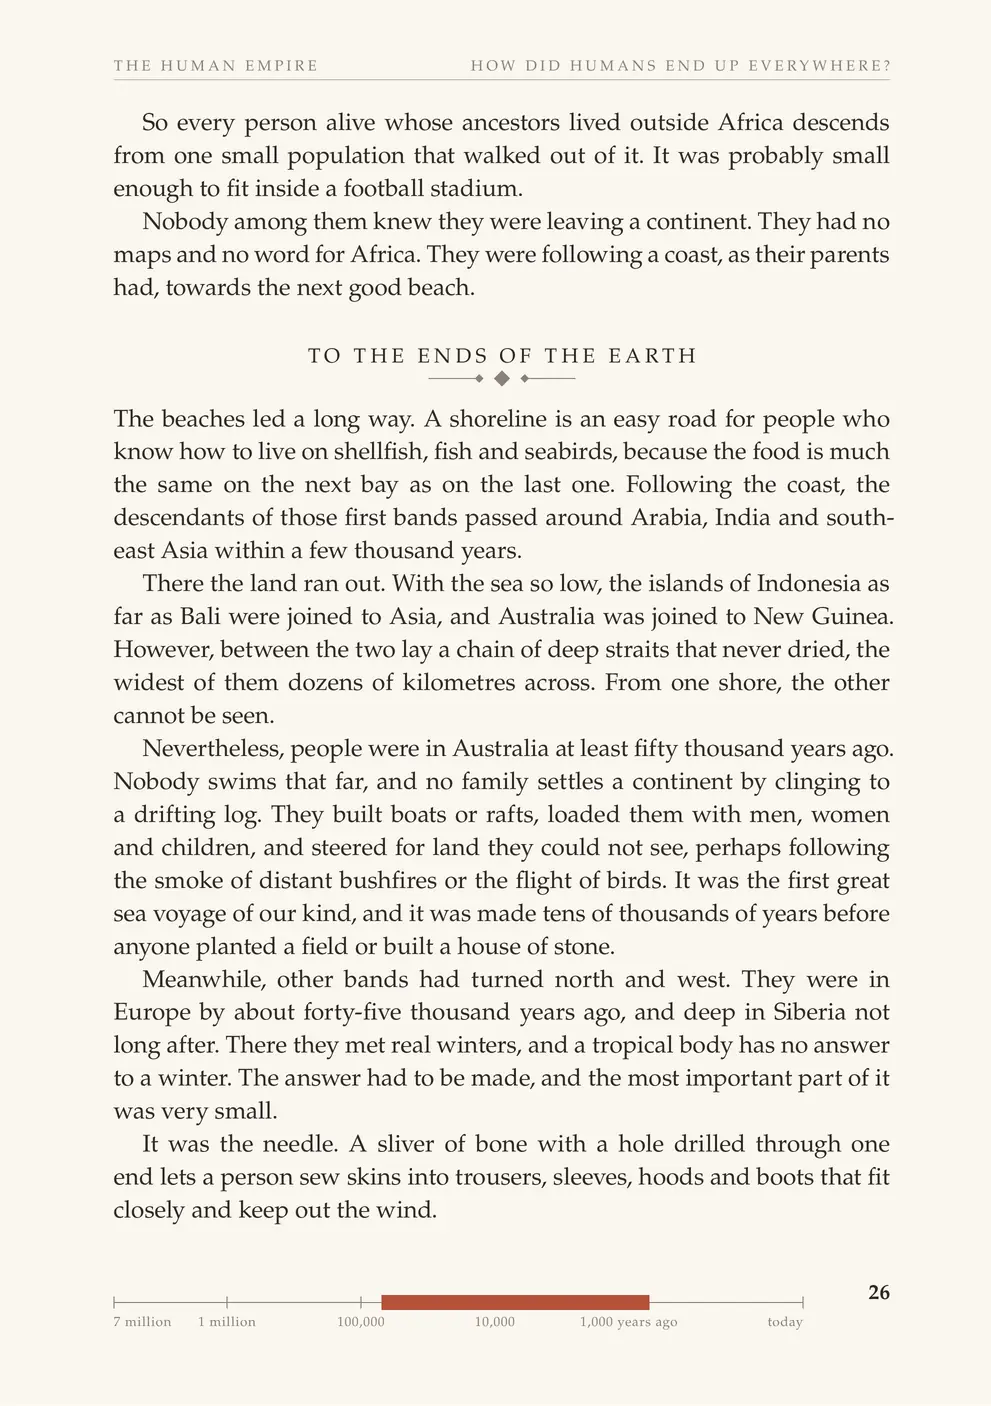 THE HUMAN EMPIRE
HOW DID HUMANS END UP EVERYWHERE?
So every person alive whose ancestors lived outside Africa descends
from one small population that walked out of it. It was probably small
enough to fit inside a football stadium.
Nobody among them knew they were leaving a continent. They had no
maps and no word for Africa. They were following a coast, as their parents
had, towards the next good beach.
TO THE ENDS OF THE EARTH
The beaches led a long way. A shoreline is an easy road for people who
know how to live on shellfish, fish and seabirds, because the food is much
the same on the next bay as on the last one. Following the coast, the
descendants of those first bands passed around Arabia, India and south-
east Asia within a few thousand years.
There the land ran out. With the sea so low, the islands of Indonesia as
far as Bali were joined to Asia, and Australia was joined to New Guinea.
However, between the two lay a chain of deep straits that never dried, the
widest of them dozens of kilometres across. From one shore, the other
cannot be seen.
Nevertheless, people were in Australia at least fifty thousand years ago.
Nobody swims that far, and no family settles a continent by clinging to
a drifting log. They built boats or rafts, loaded them with men, women
and children, and steered for land they could not see, perhaps following
the smoke of distant bushfires or the flight of birds. It was the first great
sea voyage of our kind, and it was made tens of thousands of years before
anyone planted a field or built a house of stone.
Meanwhile, other bands had turned north and west. They were in
Europe by about forty-five thousand years ago, and deep in Siberia not
long after. There they met real winters, and a tropical body has no answer
to a winter. The answer had to be made, and the most important part of it
was very small.
It was the needle. A sliver of bone with a hole drilled through one
end lets a person sew skins into trousers, sleeves, hoods and boots that fit
closely and keep out the wind.
26
7 million 1 million 100,000 10,000 1,000 years ago today